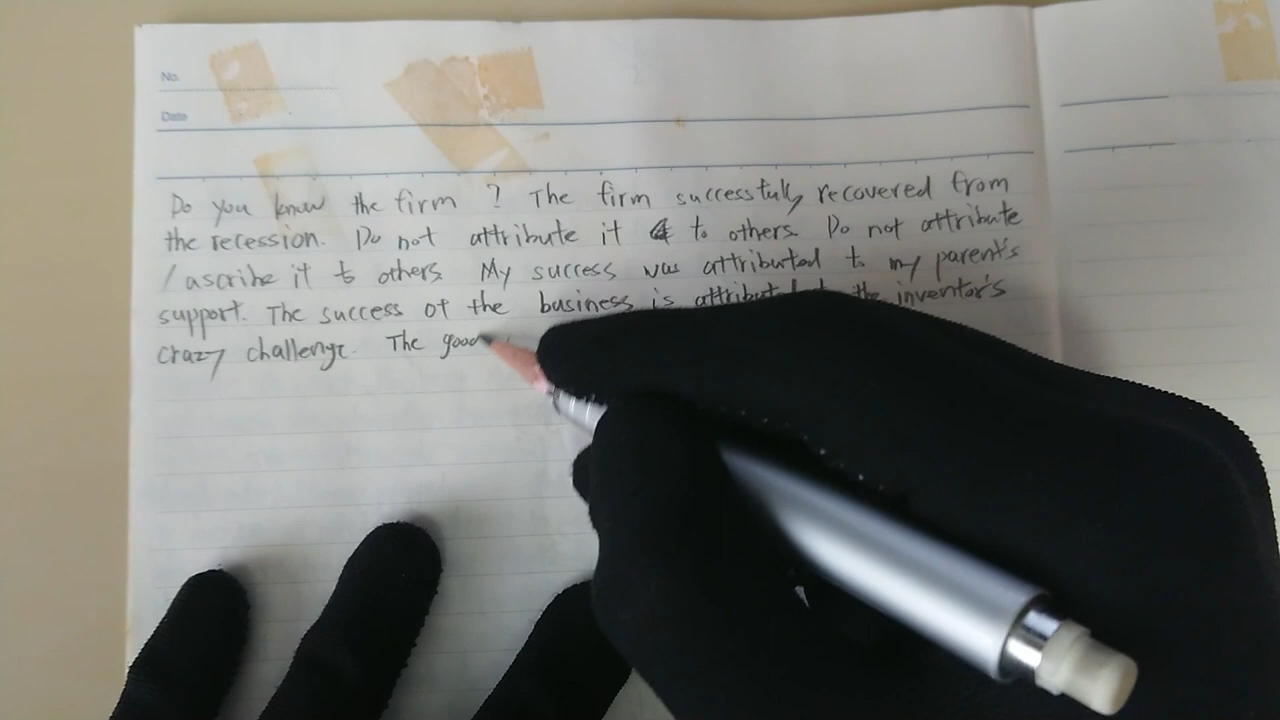 No.
Date
Do you know the firm ? The firm successfully recovered from
the recession. Do not attribute it to others. Do not attribute
/ ascribe it to others. My success was attributed to my parent's
support. The success of the business is attributed to the inventor's
crazy challenge. The good